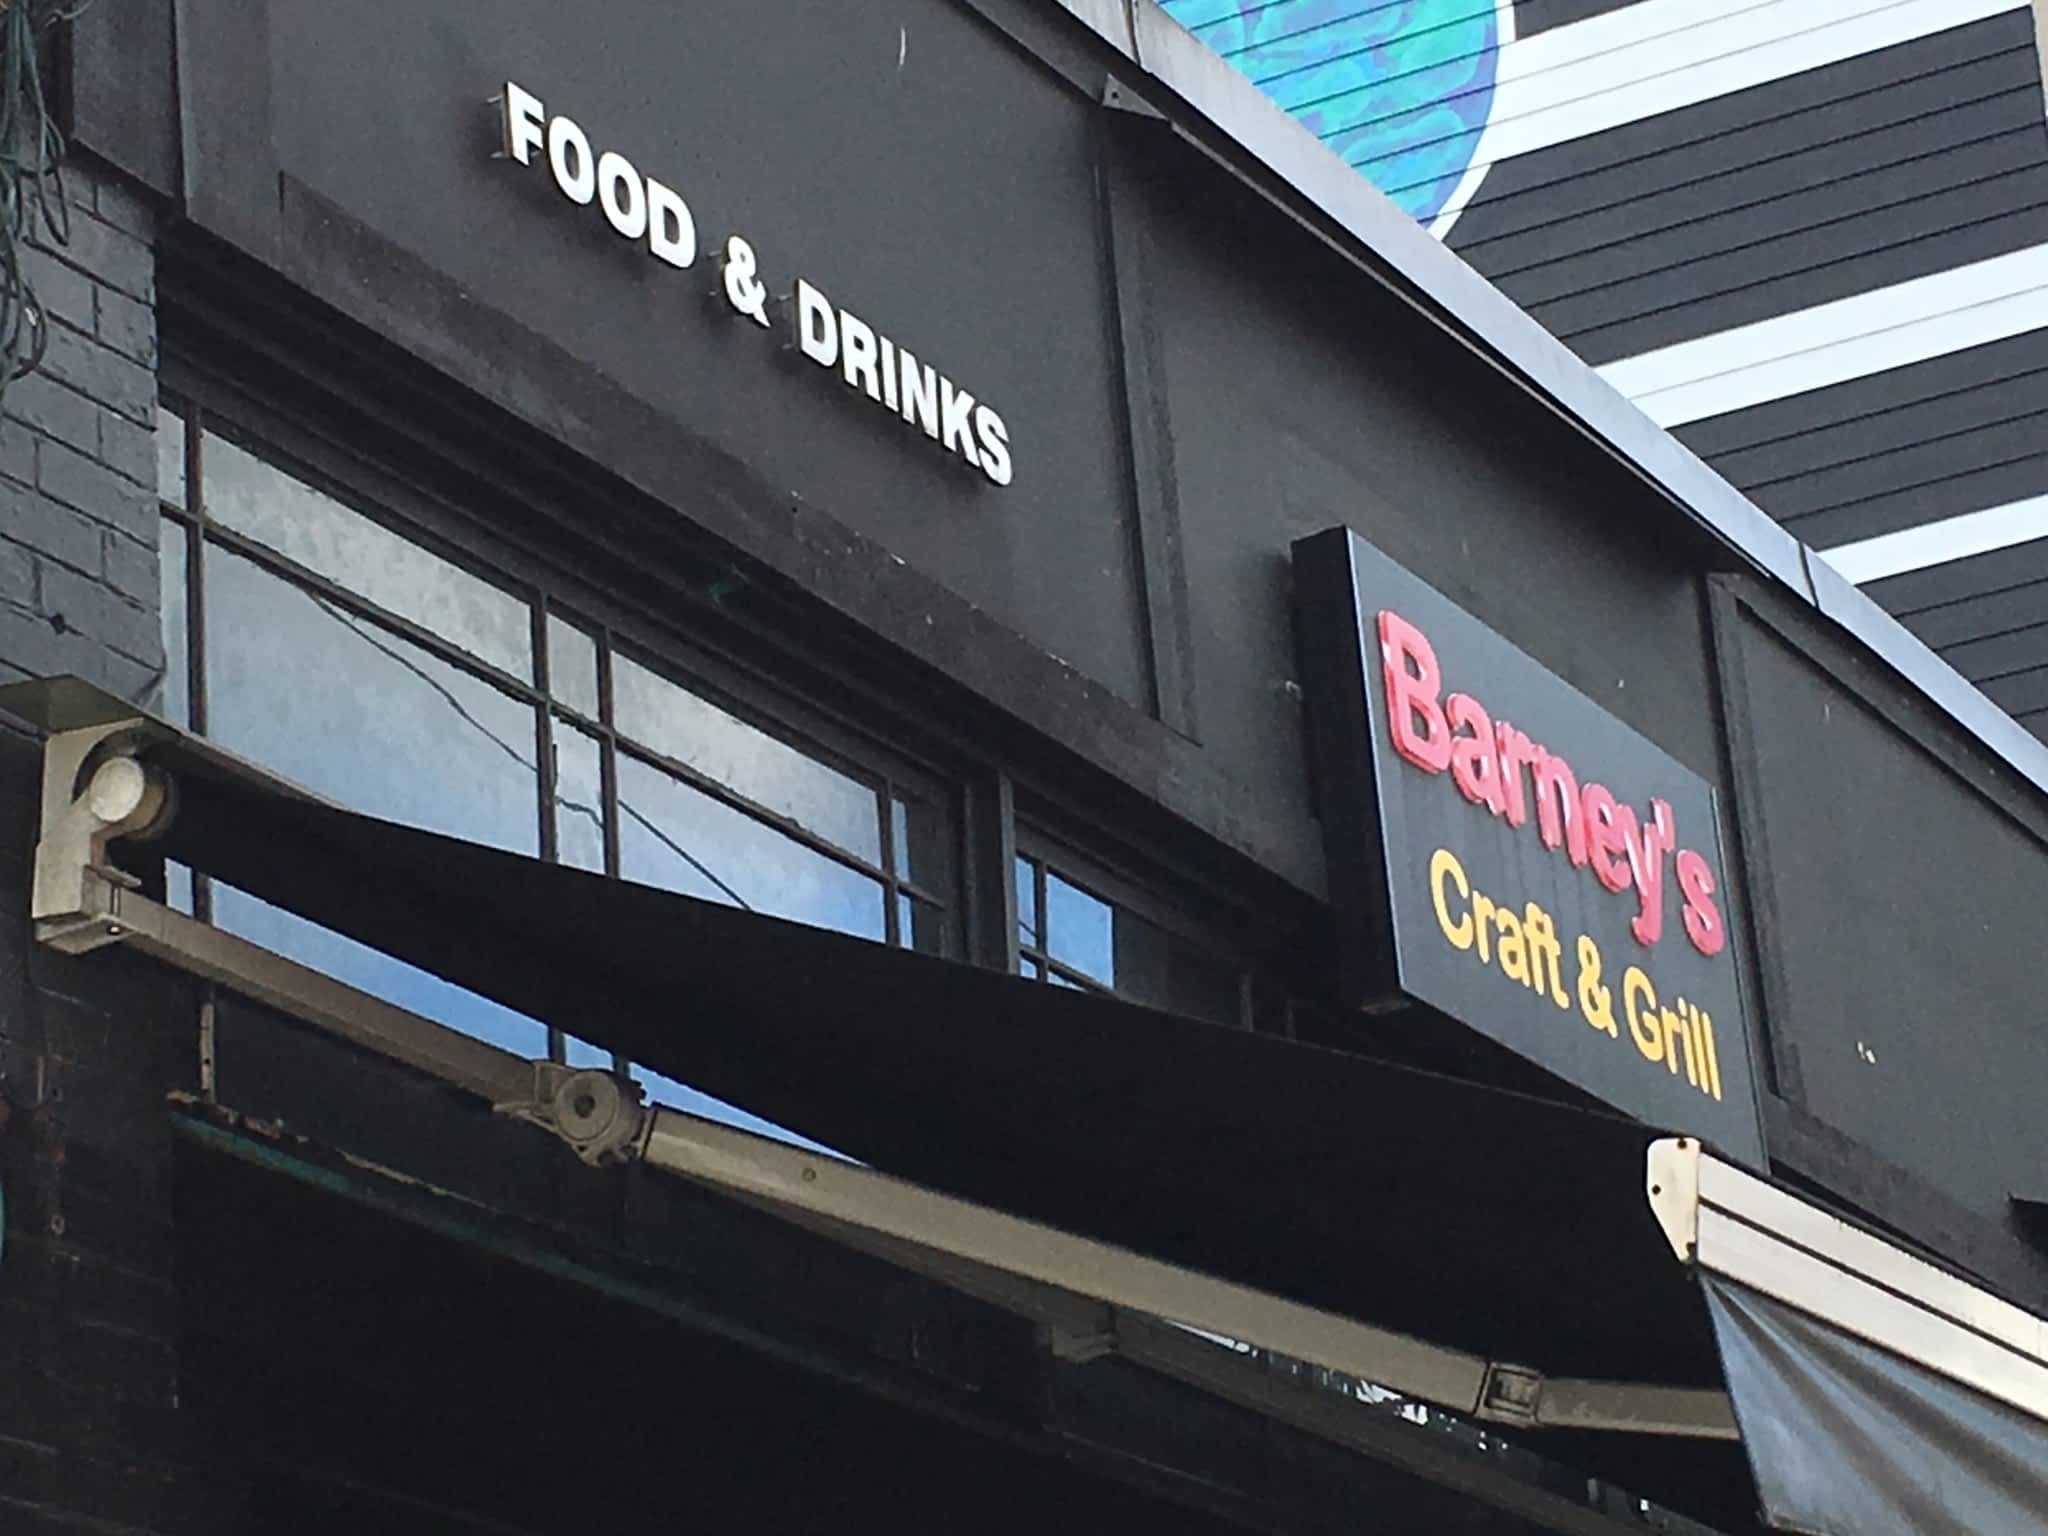 FOOD & DRINKS
Barney's
Craft & Grill